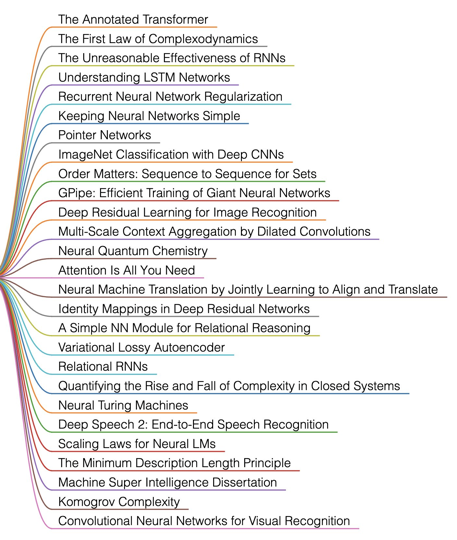 The Annotated Transformer
The First Law of Complexodynamics
The Unreasonable Effectiveness of RNNs
Understanding LSTM Networks
Recurrent Neural Network Regularization
Keeping Neural Networks Simple
Pointer Networks
ImageNet Classification with Deep CNNs
Order Matters: Sequence to Sequence for Sets
GPipe: Efficient Training of Giant Neural Networks
Deep Residual Learning for Image Recognition
Multi-Scale Context Aggregation by Dilated Convolutions
Neural Quantum Chemistry
Attention Is All You Need
Neural Machine Translation by Jointly Learning to Align and Translate
Identity Mappings in Deep Residual Networks
A Simple NN Module for Relational Reasoning
Variational Lossy Autoencoder
Relational RNNs
Quantifying the Rise and Fall of Complexity in Closed Systems
Neural Turing Machines
Deep Speech 2: End-to-End Speech Recognition
Scaling Laws for Neural LMs
The Minimum Description Length Principle
Machine Super Intelligence Dissertation
Komogrov Complexity
Convolutional Neural Networks for Visual Recognition